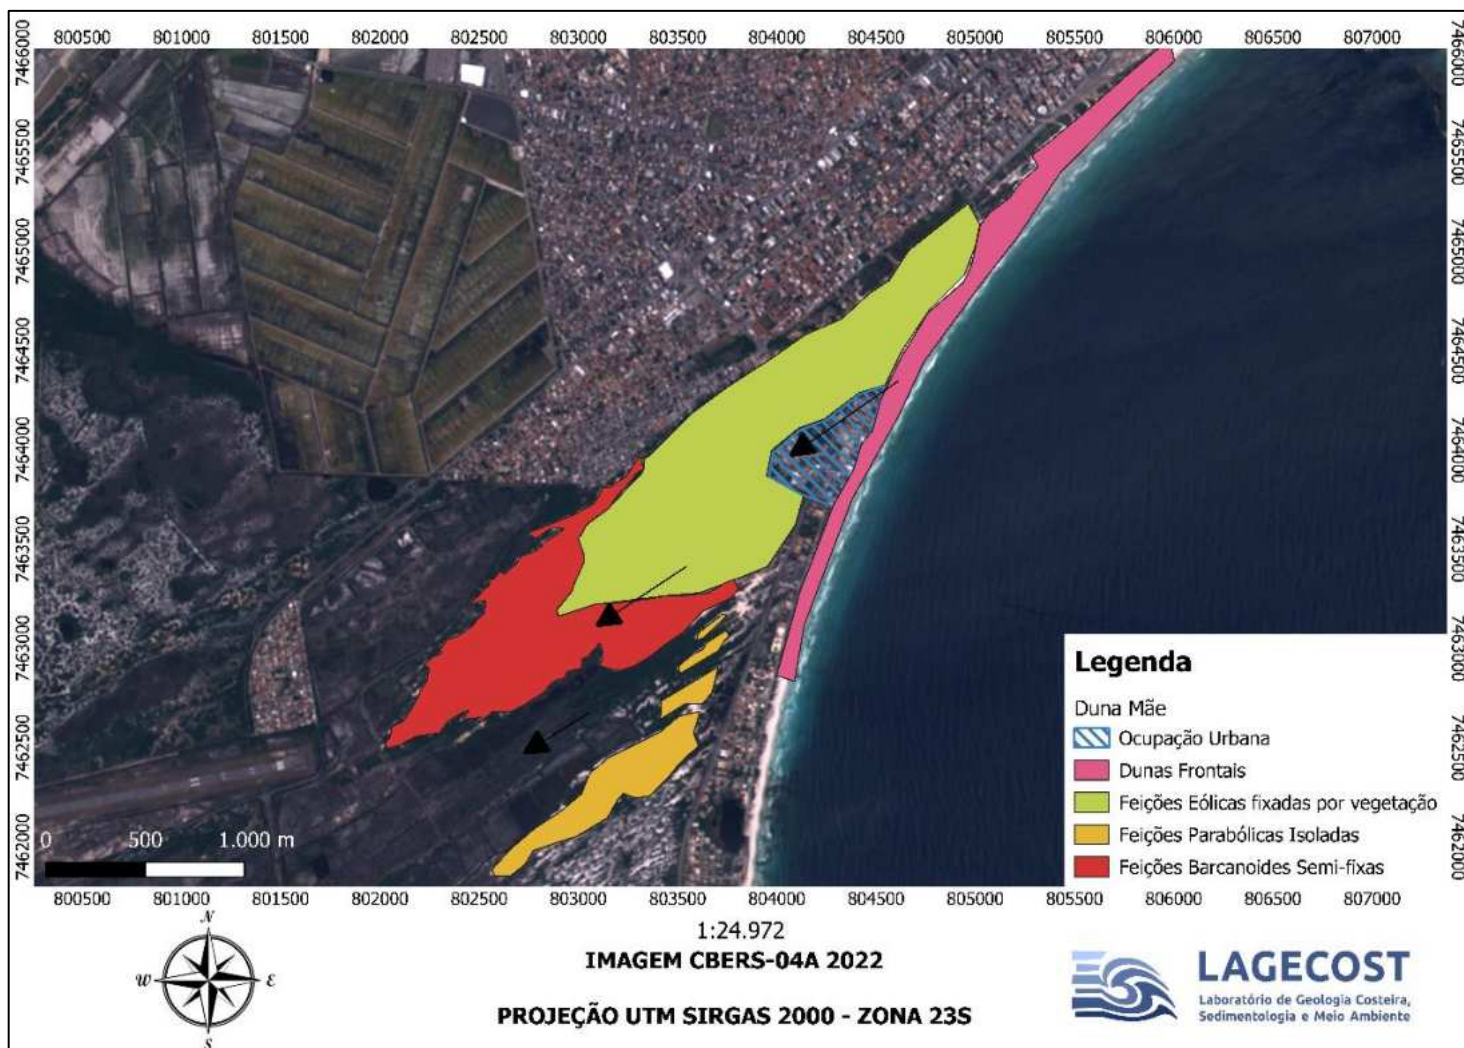 800500 801000 801500 802000 802500 803000 803500 804000 804500 805000 805500 806000 806500 807000
7466000 7466000
7465500 7465500
7465000 7465000
7464500 7464500
7464000 7464000
7463500 7463500
7463000 7463000
7462500 7462500
7462000 7462000
Legenda
Duna Mãe
Ocupação Urbana
Dunas Frontais
Feições Eólicas fixadas por vegetação
Feições Parabólicas Isoladas
Feições Barcanoides Semi-fixas
0 500 1.000 m
800500 801000 801500 802000 802500 803000 803500 804000 804500 805000 805500 806000 806500 807000
N
W E
S
1:24.972
IMAGEM CBERS-04A 2022
PROJEÇÃO UTM SIRGAS 2000 - ZONA 23S
LAGECOST
Laboratório de Geologia Costeira,
Sedimentologia e Meio Ambiente